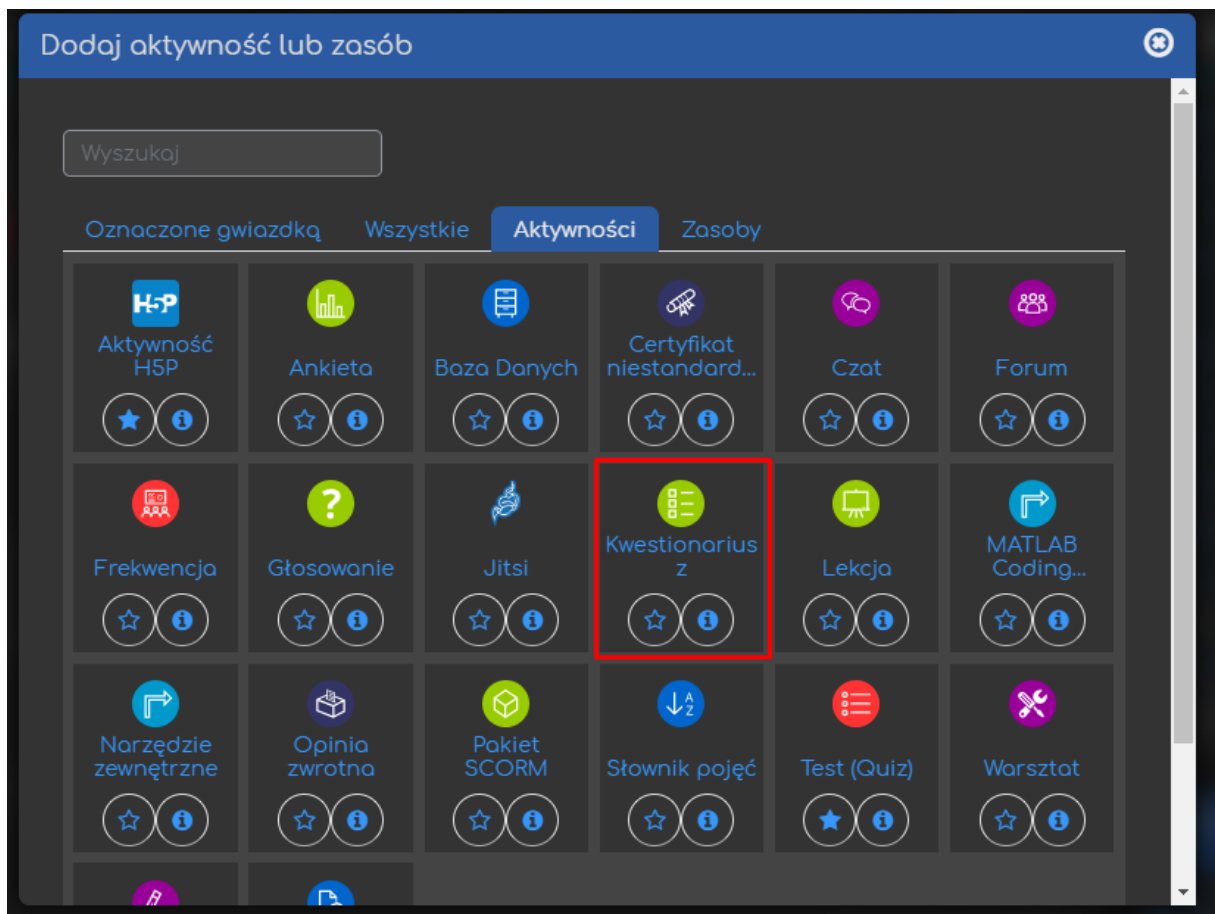 Dodaj aktywność lub zasób
Wyszukaj
Oznaczone gwiazdką Wszystkie Aktywności Zasoby
H5P
Aktywność
H5P
Ankieta
Baza Danych
Certyfikat
niestandard...
Czat
Forum
Frekwencja
?
Głosowanie
Jitsi
Kwestionarius
z
Lekcja
MATLAB
Coding...
Narzędzie
zewnętrzne
Opinia
zwrotna
Pakiet
SCORM
A
Z
Słownik pojęć
Test (Quiz)
Warsztat